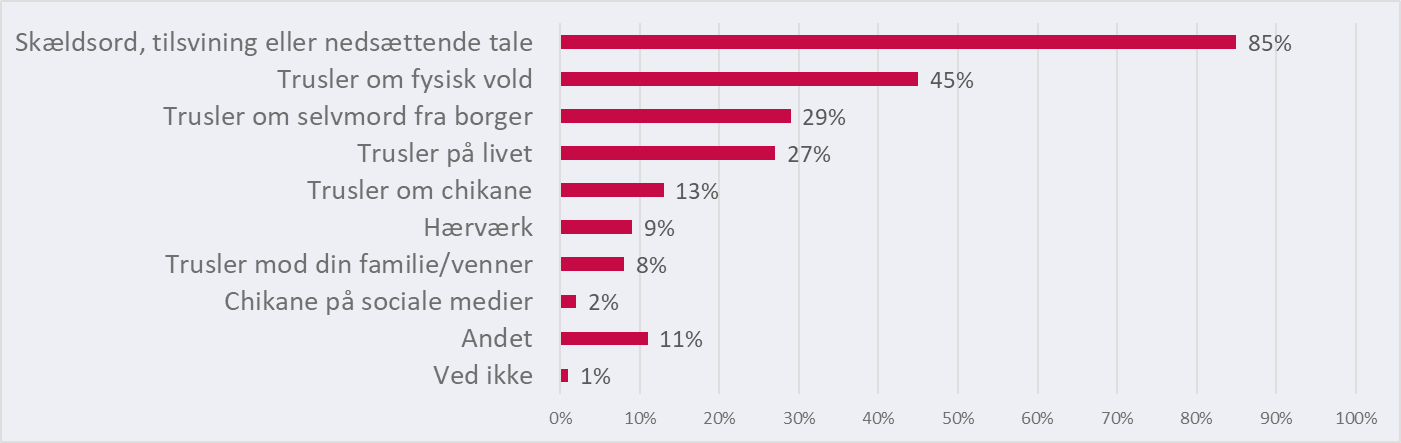 Skældsord, tilsvining eller nedsættende tale 85%
Trusler om fysisk vold 45%
Trusler om selvmord fra borger 29%
Trusler på livet 27%
Trusler om chikane 13%
Hærværk 9%
Trusler mod din familie/venner 8%
Chikane på sociale medier 2%
Andet 11%
Ved ikke 1%
0% 10% 20% 30% 40% 50% 60% 70% 80% 90% 100%